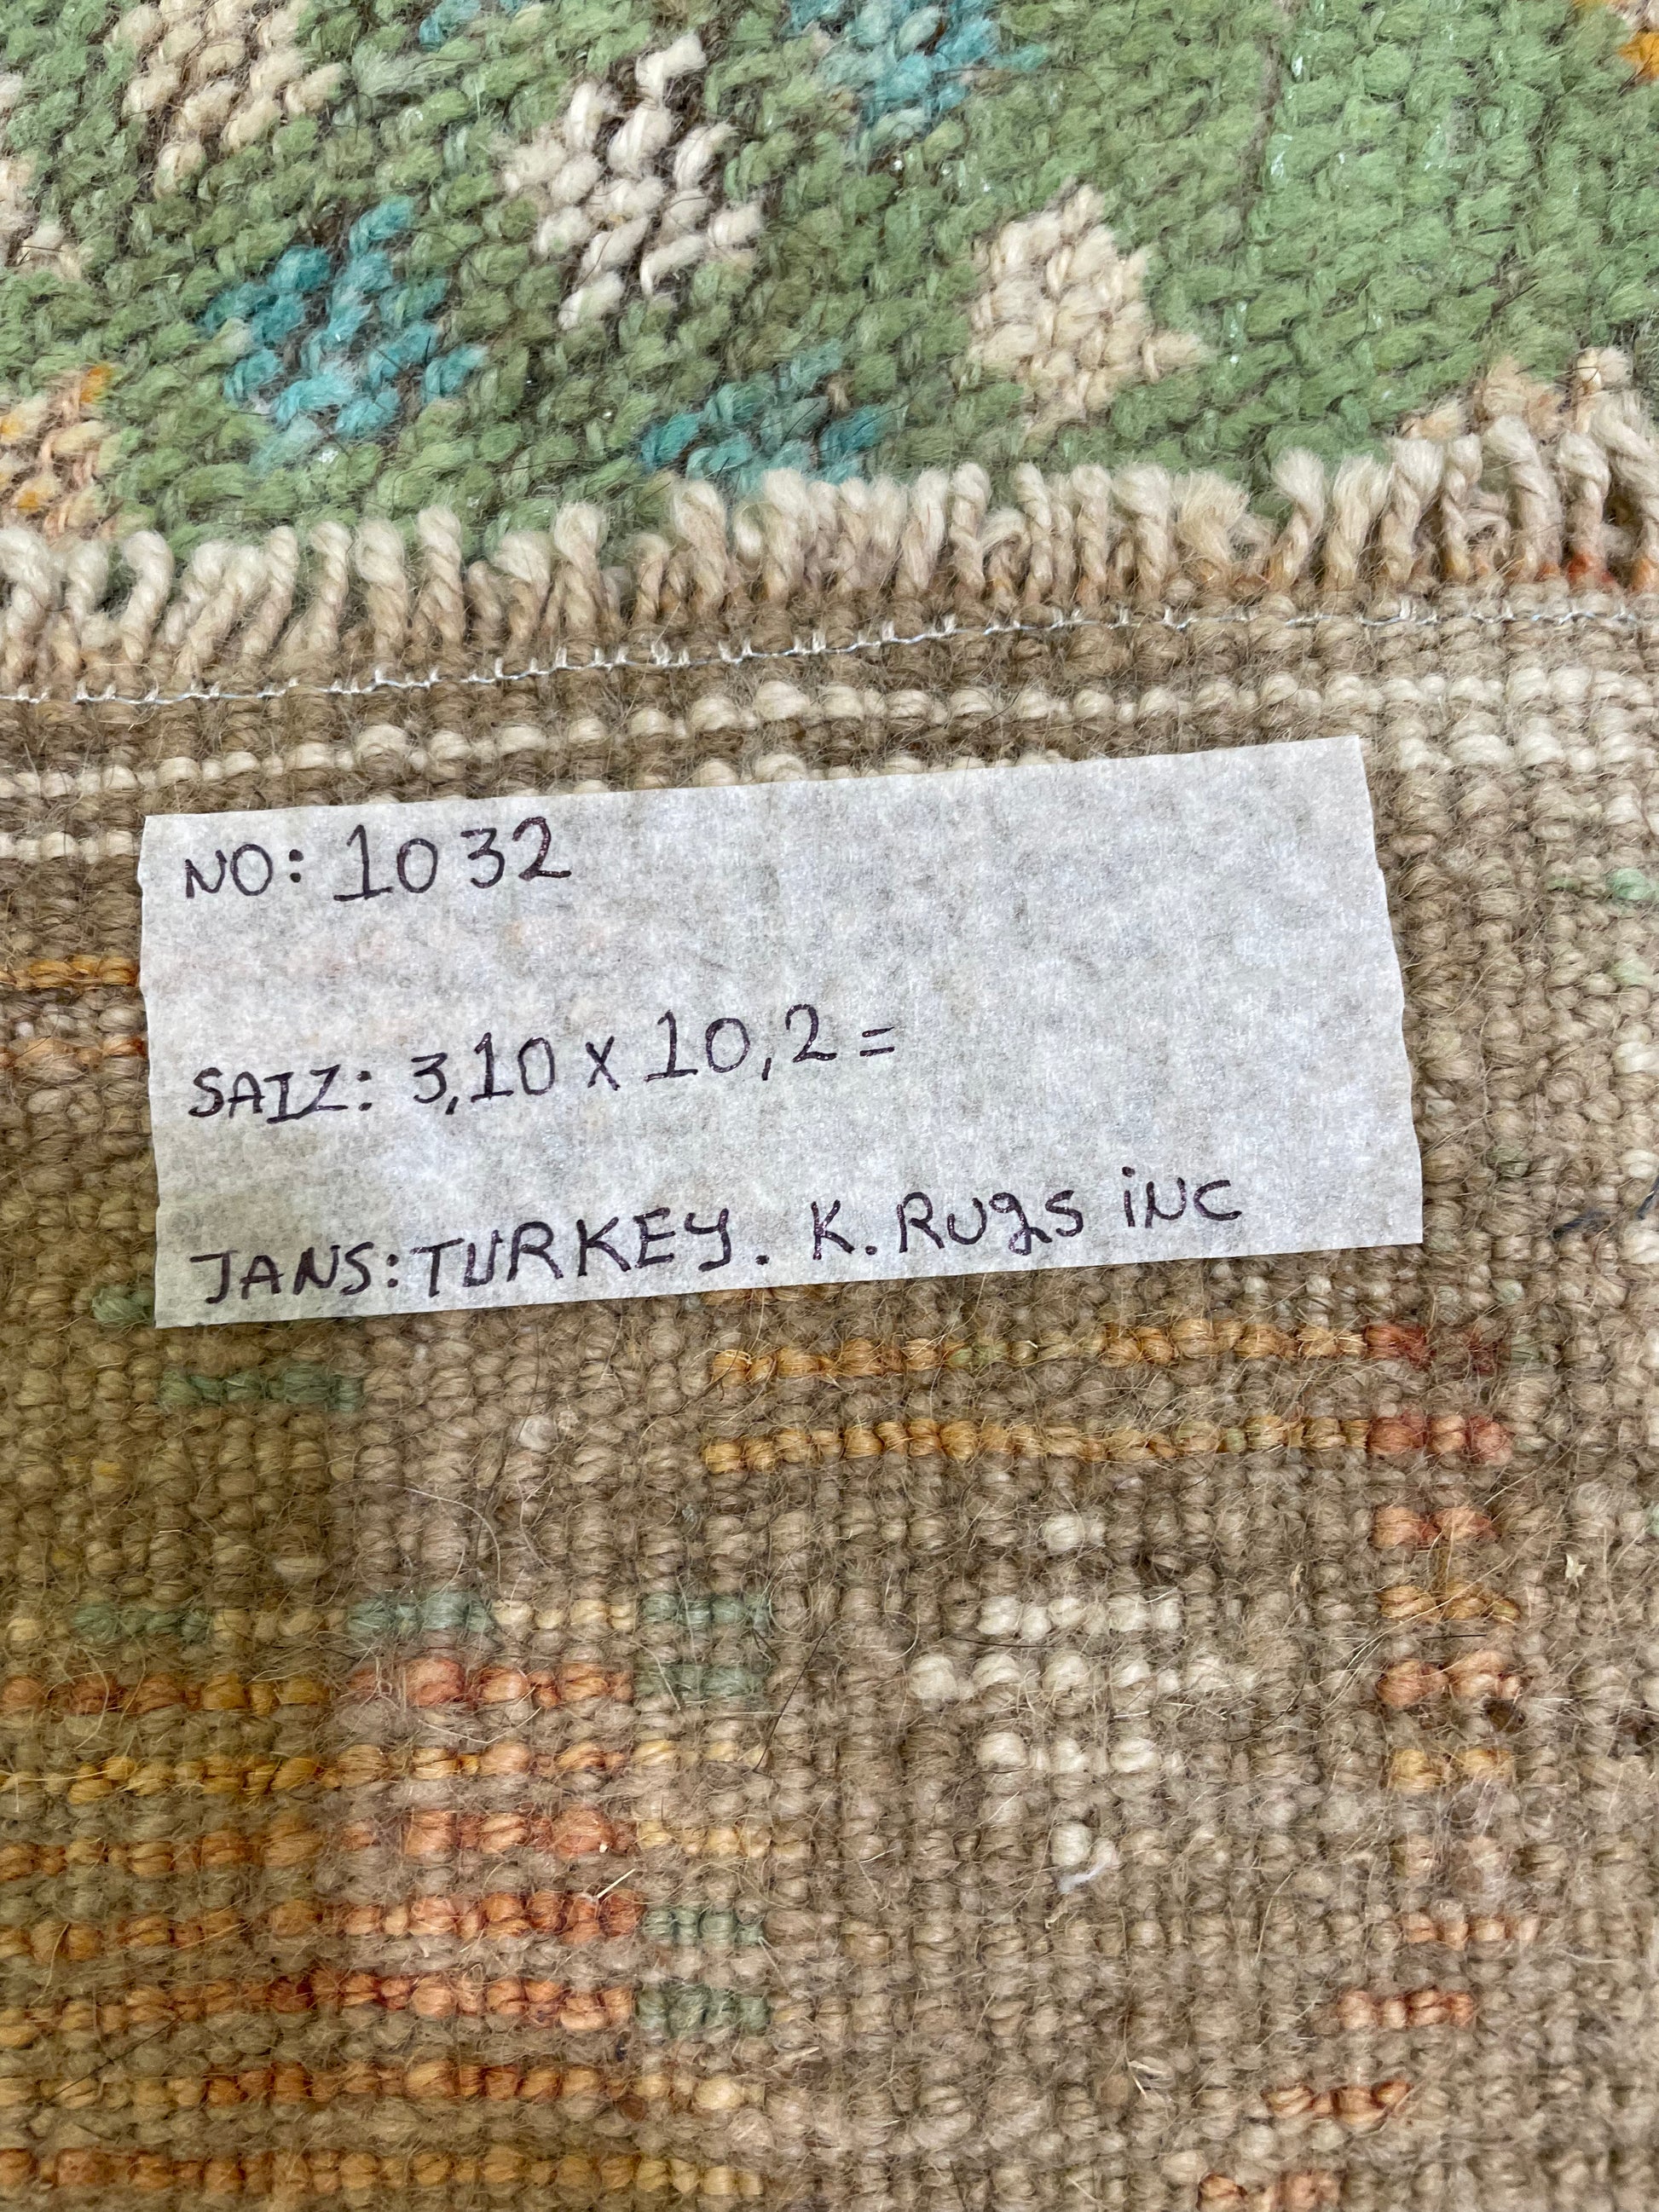 NO: 1032
SAIZ: 3,10 x 10,2 =
JANS: TURKEY. K. RUGS iNC